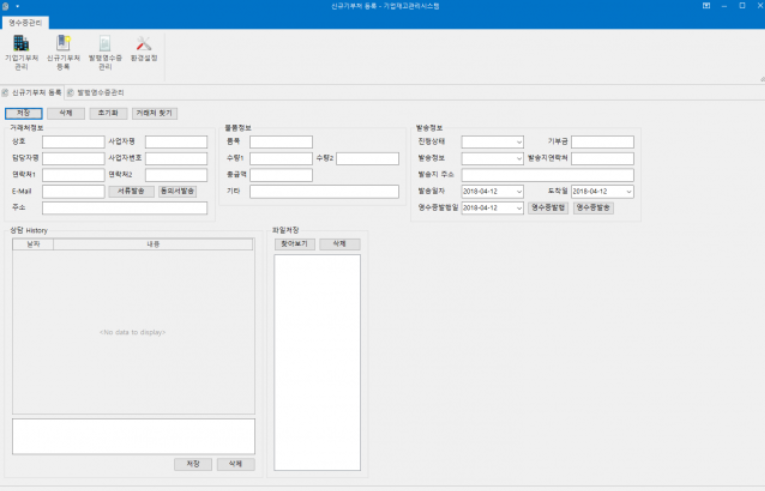 신규기부처 등록 - 기업재고관리시스템
영수증관리
기업기부처 관리
신규기부처 등록
발행영수증 관리
환경설정
신규기부처 등록
발행영수증관리
저장 삭제 초기화 거래처 찾기
거래처정보
상호 사업자명
담당자명 사업자번호
연락처1 연락처2
E-Mail 서류발송 동의서발송
주소
물품정보
품목
수량1 수량2
총금액
기타
발송정보
진행상태 기부금
발송정보 발송지연락처
발송지 주소
발송일자 2018-04-12 도착일 2018-04-12
영수증발행일 2018-04-12 영수증발행 영수증발송
상담 History
날짜 내용
<No data to display>
저장 삭제
파일저장
찾아보기 삭제